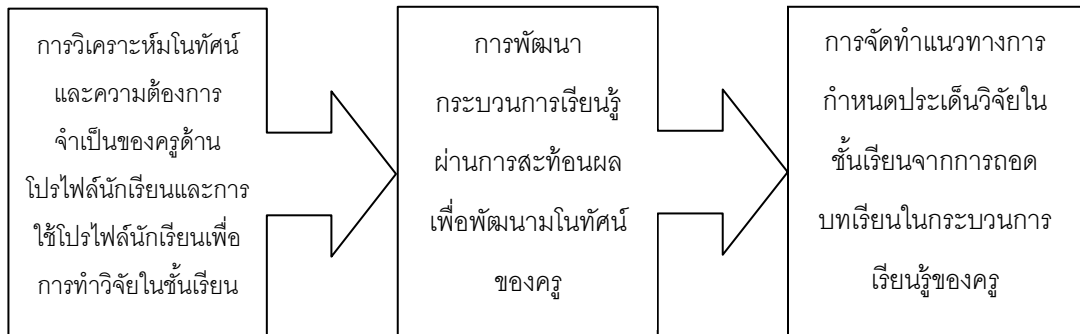 การวิเคราะห์มโนทัศน์
และความต้องการ
จำเป็นของครูด้าน
โปรไฟล์นักเรียนและการ
ใช้โปรไฟล์นักเรียนเพื่อ
การทำวิจัยในชั้นเรียน
การพัฒนา
กระบวนการเรียนรู้
ผ่านการสะท้อนผล
เพื่อพัฒนามโนทัศน์
ของครู
การจัดทำแนวทางการ
กำหนดประเด็นวิจัยใน
ชั้นเรียนจากการถอด
บทเรียนในกระบวนการ
เรียนรู้ของครู